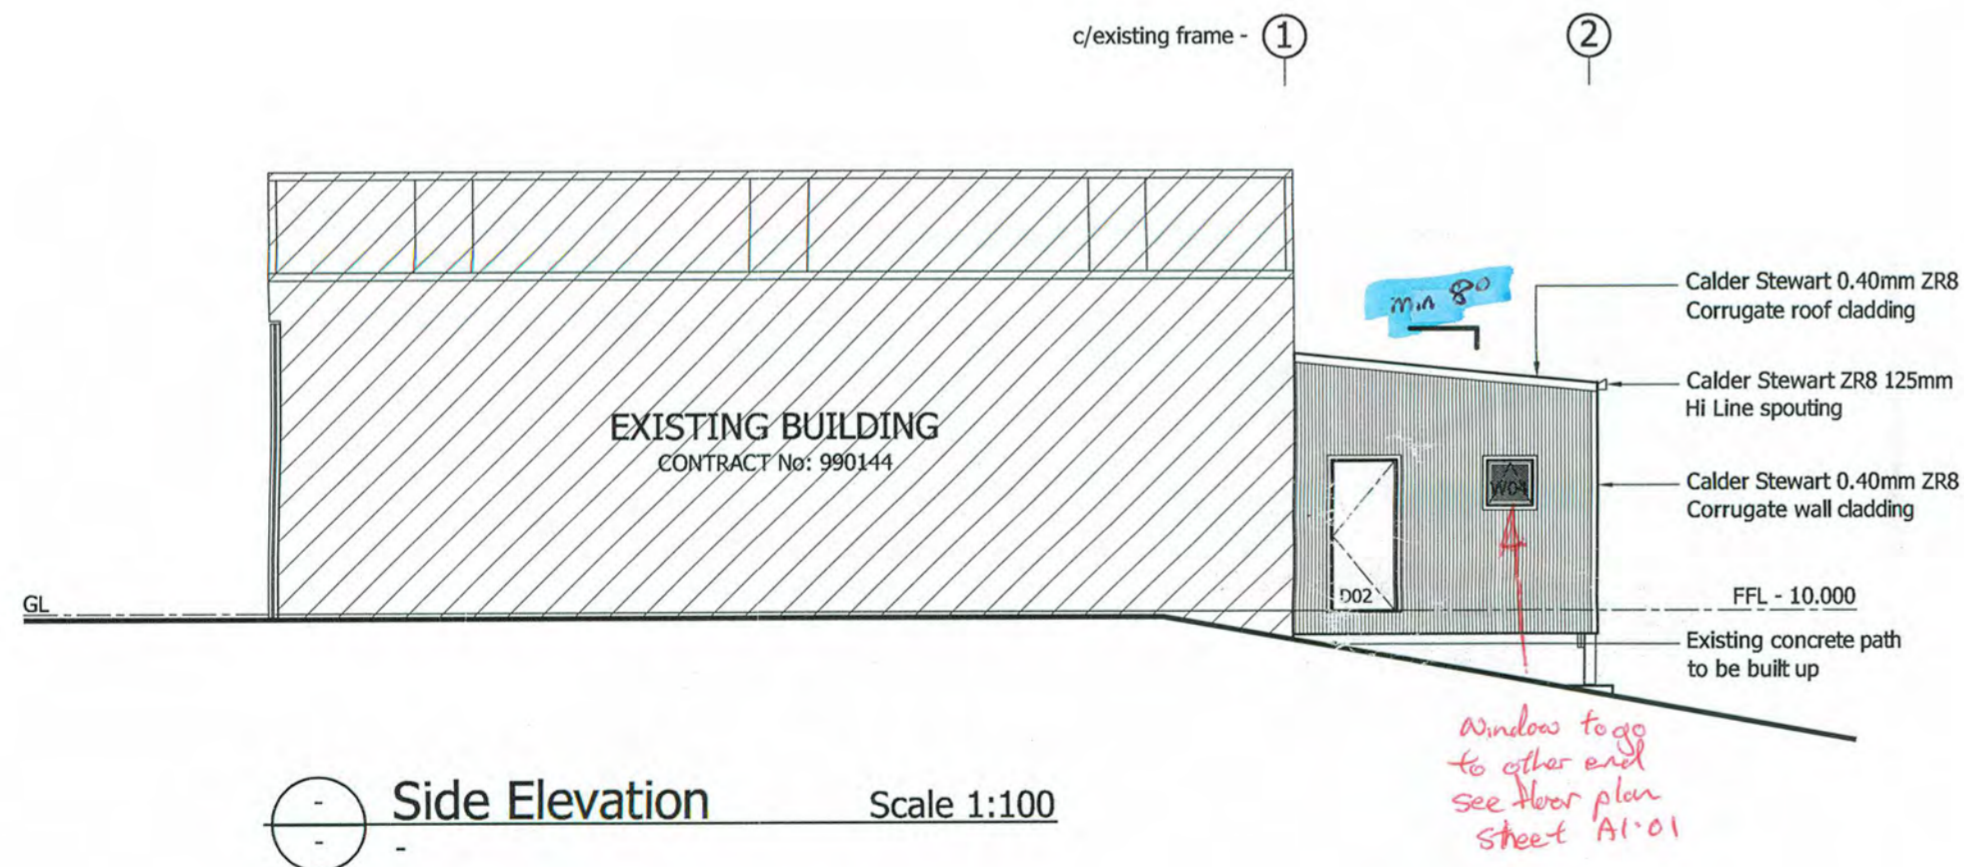 c/existing frame - 1 2
min 80
Calder Stewart 0.40mm ZR8
Corrugate roof cladding
Calder Stewart ZR8 125mm
Hi Line spouting
EXISTING BUILDING
CONTRACT No: 990144
W04
Calder Stewart 0.40mm ZR8
Corrugate wall cladding
D02
GL
FFL - 10.000
Existing concrete path
to be built up
window to go
to other end
see floor plan
Sheet A1.01
-
-
Side Elevation Scale 1:100
-